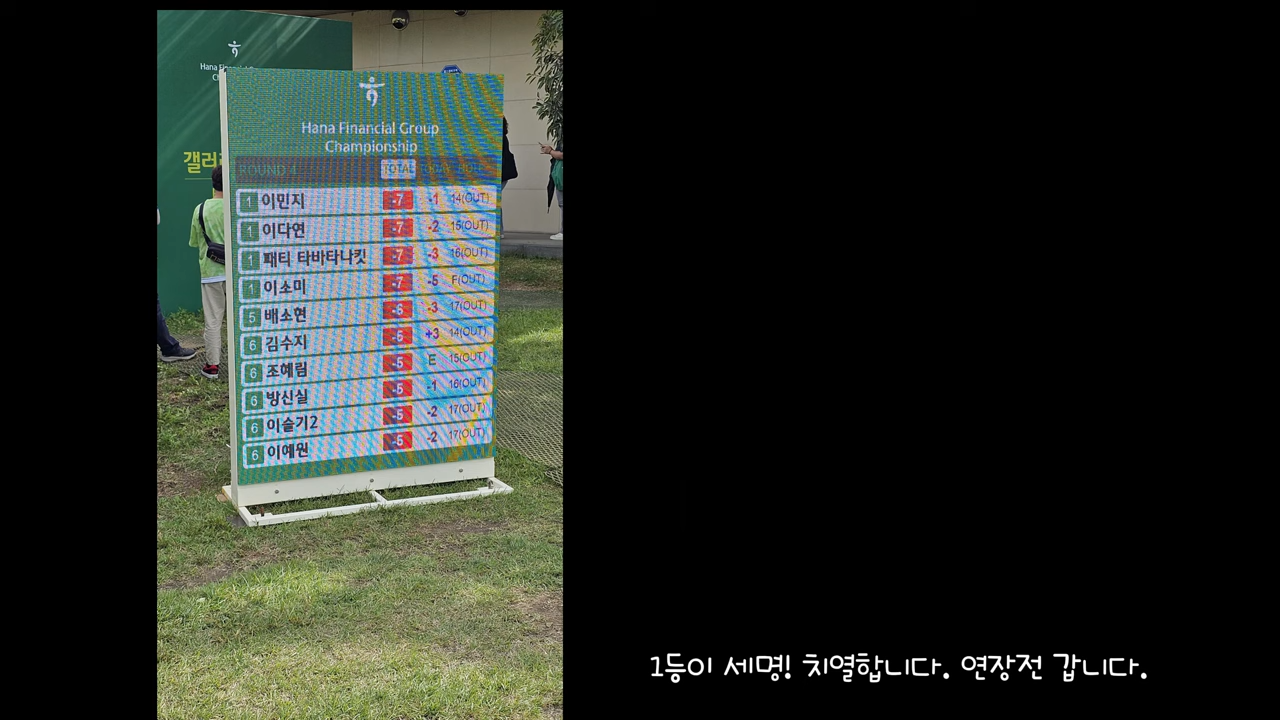 Hana Financial Group
Championship
ROUND 4 TOTAL
1 이민지 -7 -1 14(OUT)
1 이다연 -7 -2 15(OUT)
1 패티 타바타나킷 -7 -3 16(OUT)
1 이소미 -7 -5 F(OUT)
5 배소현 -6 -3 17(OUT)
6 김수지 -5 +3 14(OUT)
6 조혜림 -5 E 15(OUT)
6 방신실 -5 -1 16(OUT)
6 이슬기2 -5 -2 17(OUT)
6 이예원 -5 -2 17(OUT)
1등이 세명! 치열합니다. 연장전 갑니다.